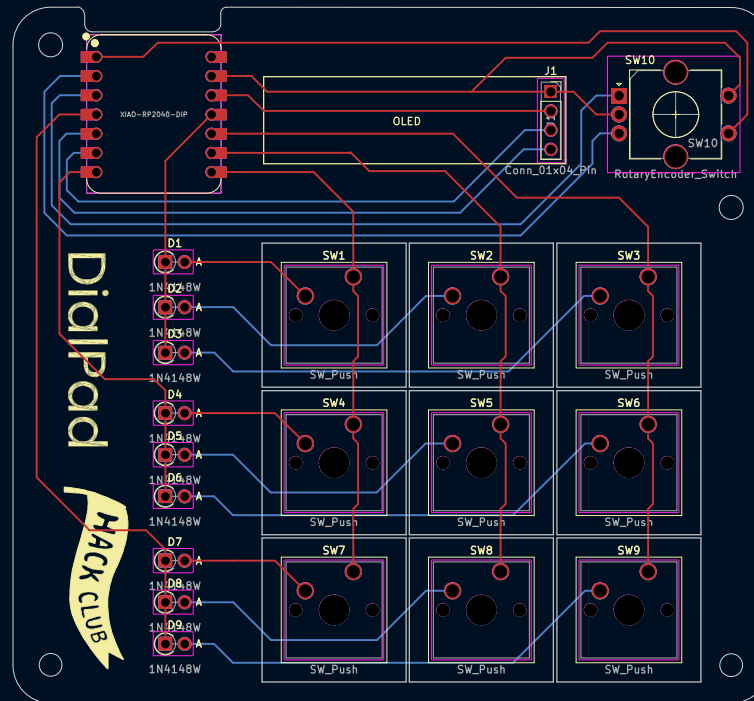 SW10
J1
XIAO-RP2040-DIP
OLED
SW10
Conn_01x04_Pin
RotaryEncoder_Switch
D1
A
SW1
SW2
SW3
1N4148W
D2
A
1N4148W
D3
A
1N4148W
SW_Push
SW_Push
SW_Push
DialPad
D4
A
SW4
SW5
SW6
1N4148W
D5
A
1N4148W
D6
A
1N4148W
SW_Push
SW_Push
SW_Push
HACK CLUB
D7
A
SW7
SW8
SW9
1N4148W
D8
A
1N4148W
D9
A
1N4148W
SW_Push
SW_Push
SW_Push